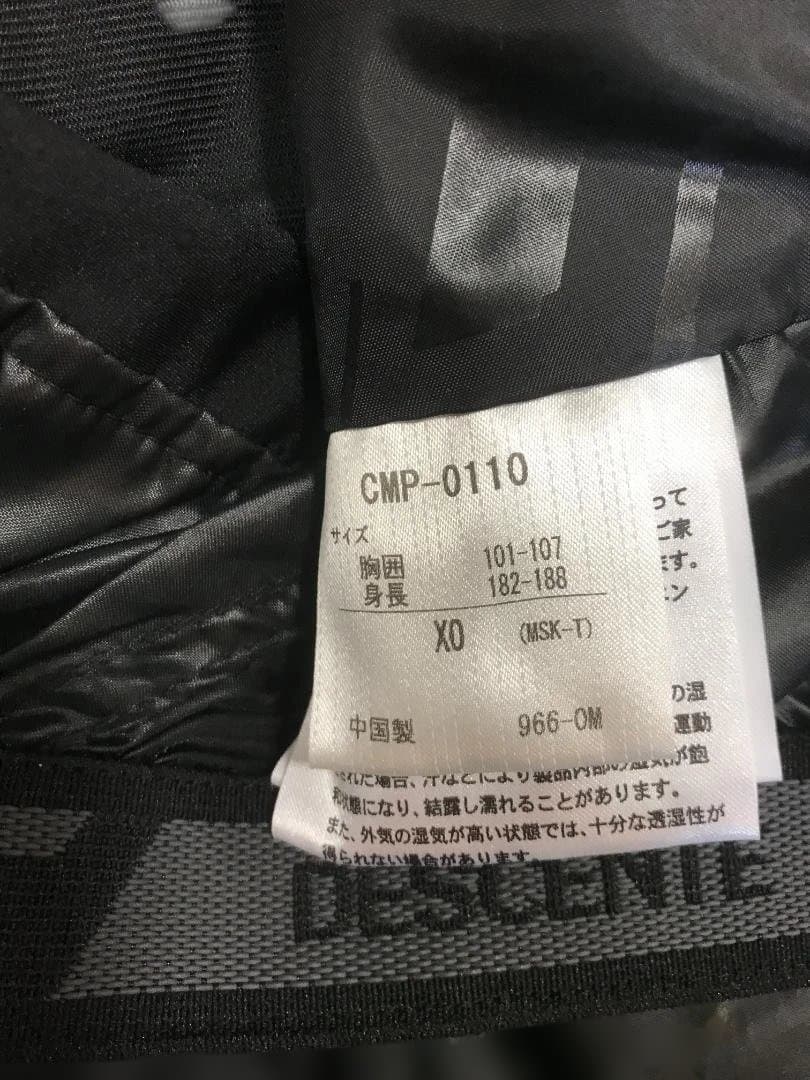 CMP-0110
サイズ
胸囲 101-107
身長 182-188
XO (MSK-T)
中国製 966-OM
って
ご家
ます。
ン
の湿
運動
された場合、汗などにより製品内部の湿気が飽
和状態になり、結露し濡れることがあります。
また、外気の湿気が高い状態では、十分な透湿性が
得られない場合があります。
DESCENTE